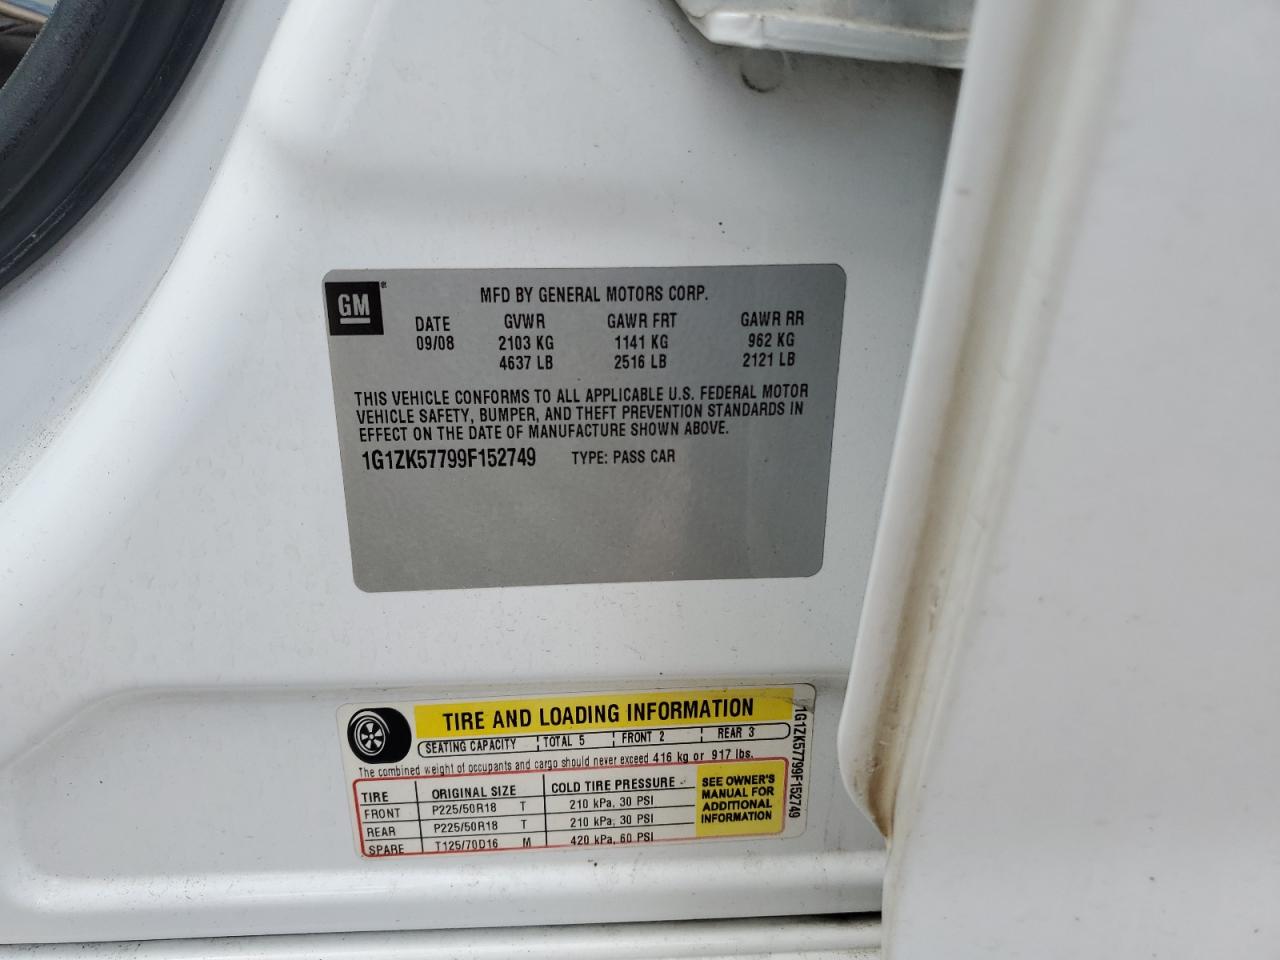 GM
MFD BY GENERAL MOTORS CORP.
DATE GVWR GAWR FRT GAWR RR
09/08 2103 KG 1141 KG 962 KG
4637 LB 2516 LB 2121 LB
THIS VEHICLE CONFORMS TO ALL APPLICABLE U.S. FEDERAL MOTOR
VEHICLE SAFETY, BUMPER, AND THEFT PREVENTION STANDARDS IN
EFFECT ON THE DATE OF MANUFACTURE SHOWN ABOVE.
1G1ZK57799F152749 TYPE: PASS CAR
TIRE AND LOADING INFORMATION
SEATING CAPACITY TOTAL 5 FRONT 2 REAR 3
The combined weight of occupants and cargo should never exceed 416 kg or 917 lbs.
TIRE ORIGINAL SIZE COLD TIRE PRESSURE
FRONT P225/50R18 T 210 kPa, 30 PSI
REAR P225/50R18 T 210 kPa, 30 PSI
SPARE T125/70D16 M 420 kPa, 60 PSI
SEE OWNER'S
MANUAL FOR
ADDITIONAL
INFORMATION
1G1ZK57799F152749